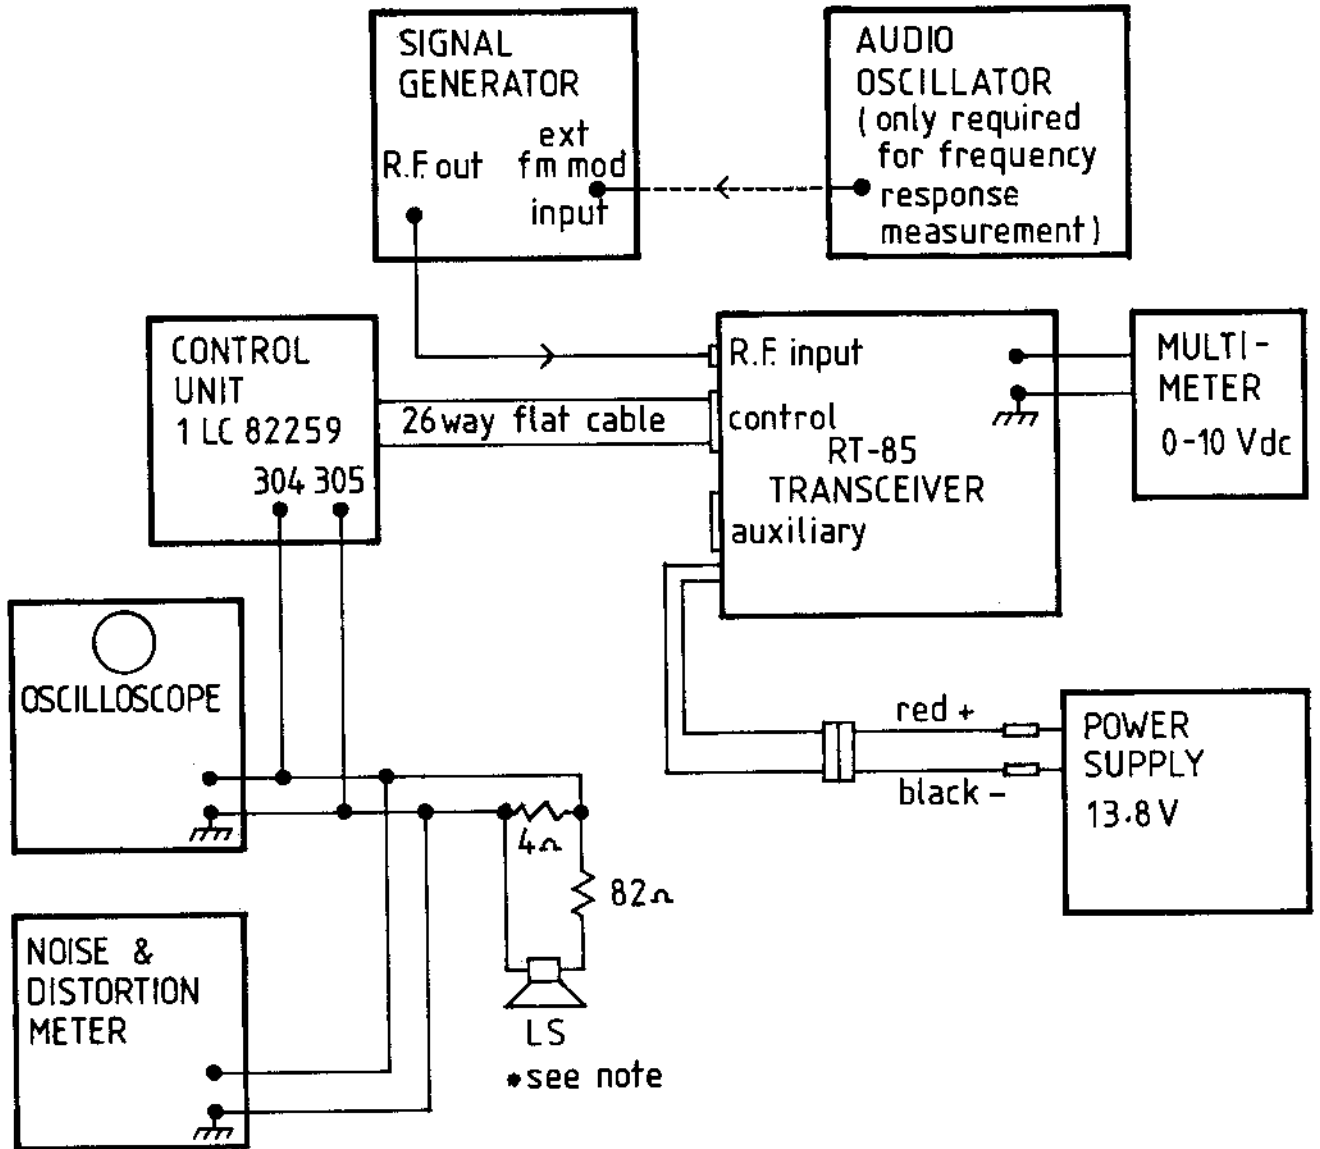 SIGNAL
GENERATOR
R.F. out
ext
fm mod
input
AUDIO
OSCILLATOR
(only required
for frequency
response
measurement)
CONTROL
UNIT
1 LC 82259
304 305
26 way flat cable
R.F. input
control
RT-85
TRANSCEIVER
auxiliary
MULTI-
METER
0-10 Vdc
OSCILLOSCOPE
red +
black -
POWER
SUPPLY
13.8 V
4Ω
82Ω
NOISE &
DISTORTION
METER
LS
*see note